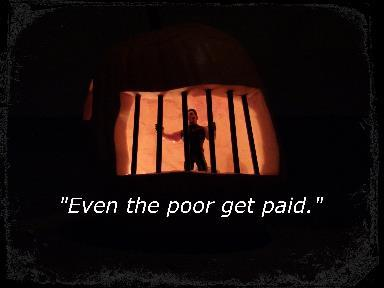 "Even the poor get paid."